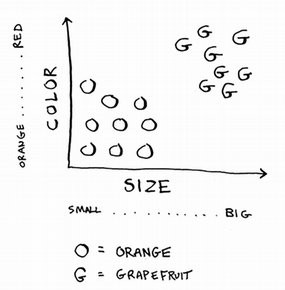 RED
ORANGE ........
COLOR
G G G
G
G G
G G
SIZE
SMALL ........... BIG
O = ORANGE
G = GRAPEFRUIT